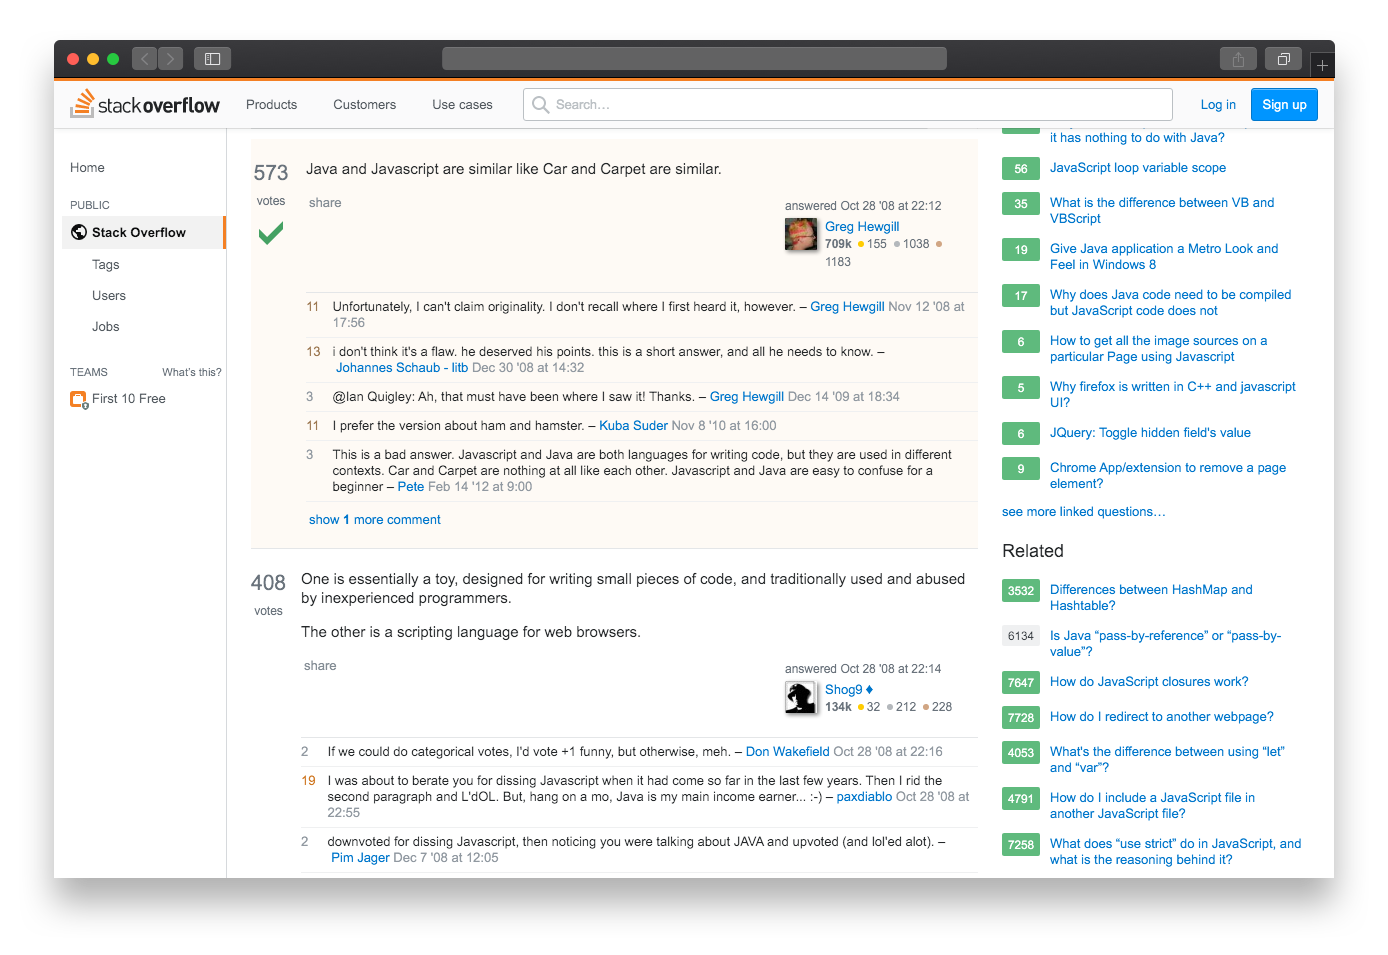 stackoverflow
Products
Customers
Use cases
Search...
Log in
Sign up
Home
PUBLIC
Stack Overflow
Tags
Users
Jobs
TEAMS
What's this?
First 10 Free
573
votes
Java and Javascript are similar like Car and Carpet are similar.
share
answered Oct 28 '08 at 22:12
Greg Hewgill
709k 155 1038
1183
11 Unfortunately, I can't claim originality. I don't recall where I first heard it, however. – Greg Hewgill Nov 12 '08 at
17:56
13 i don't think it's a flaw. he deserved his points. this is a short answer, and all he needs to know. –
Johannes Schaub - litb Dec 30 '08 at 14:32
3 @Ian Quigley: Ah, that must have been where I saw it! Thanks. – Greg Hewgill Dec 14 '09 at 18:34
11 I prefer the version about ham and hamster. – Kuba Suder Nov 8 '10 at 16:00
3 This is a bad answer. Javascript and Java are both languages for writing code, but they are used in different
contexts. Car and Carpet are nothing at all like each other. Javascript and Java are easy to confuse for a
beginner – Pete Feb 14 '12 at 9:00
show 1 more comment
408
votes
One is essentially a toy, designed for writing small pieces of code, and traditionally used and abused
by inexperienced programmers.
The other is a scripting language for web browsers.
share
answered Oct 28 '08 at 22:14
Shog9 ♦
134k 32 212 228
2 If we could do categorical votes, I'd vote +1 funny, but otherwise, meh. – Don Wakefield Oct 28 '08 at 22:16
19 I was about to berate you for dissing Javascript when it had come so far in the last few years. Then I rid the
second paragraph and L'dOL. But, hang on a mo, Java is my main income earner... :-) – paxdiablo Oct 28 '08 at
22:55
2 downvoted for dissing Javascript, then noticing you were talking about JAVA and upvoted (and lol'ed alot). –
Pim Jager Dec 7 '08 at 12:05
it has nothing to do with Java?
56 JavaScript loop variable scope
35 What is the difference between VB and
VBScript
19 Give Java application a Metro Look and
Feel in Windows 8
17 Why does Java code need to be compiled
but JavaScript code does not
6 How to get all the image sources on a
particular Page using Javascript
5 Why firefox is written in C++ and javascript
UI?
6 JQuery: Toggle hidden field's value
9 Chrome App/extension to remove a page
element?
see more linked questions…
Related
3532 Differences between HashMap and
Hashtable?
6134 Is Java “pass-by-reference” or “pass-by-
value”?
7647 How do JavaScript closures work?
7728 How do I redirect to another webpage?
4053 What's the difference between using “let”
and “var”?
4791 How do I include a JavaScript file in
another JavaScript file?
7258 What does “use strict” do in JavaScript, and
what is the reasoning behind it?